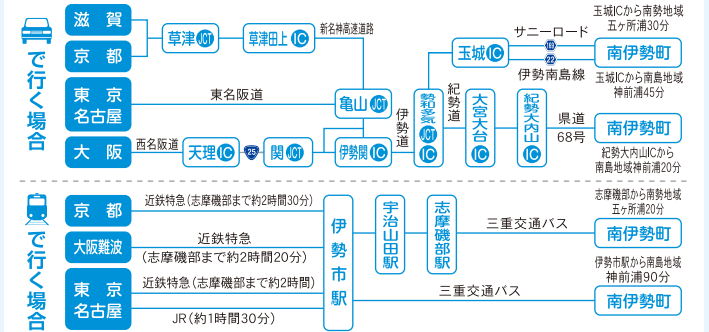 で行く場合
滋賀
京都
東京
名古屋
大阪
草津JCT
草津田上IC
新名神高速道路
東名阪道
亀山JCT
西名阪道
天理IC
25
関JCT
伊勢関IC
伊勢道
勢和多気JCT IC
紀勢道
玉城IC
サニーロード
169
22
伊勢南島線
玉城ICから南勢地域
五ヶ所浦30分
南伊勢町
玉城ICから南島地域
神前浦45分
大宮大台IC
紀勢大内山IC
県道
68号
南伊勢町
紀勢大内山ICから
南島地域神前浦20分
で行く場合
京都
近鉄特急(志摩磯部まで約2時間30分)
大阪難波
近鉄特急
(志摩磯部まで約2時間20分)
東京
名古屋
近鉄特急(志摩磯部まで約2時間)
JR(約1時間30分)
伊勢市駅
宇治山田駅
志摩磯部駅
三重交通バス
志摩磯部から南勢地域
五ヶ所浦20分
南伊勢町
三重交通バス
伊勢市駅から南島地域
神前浦90分
南伊勢町